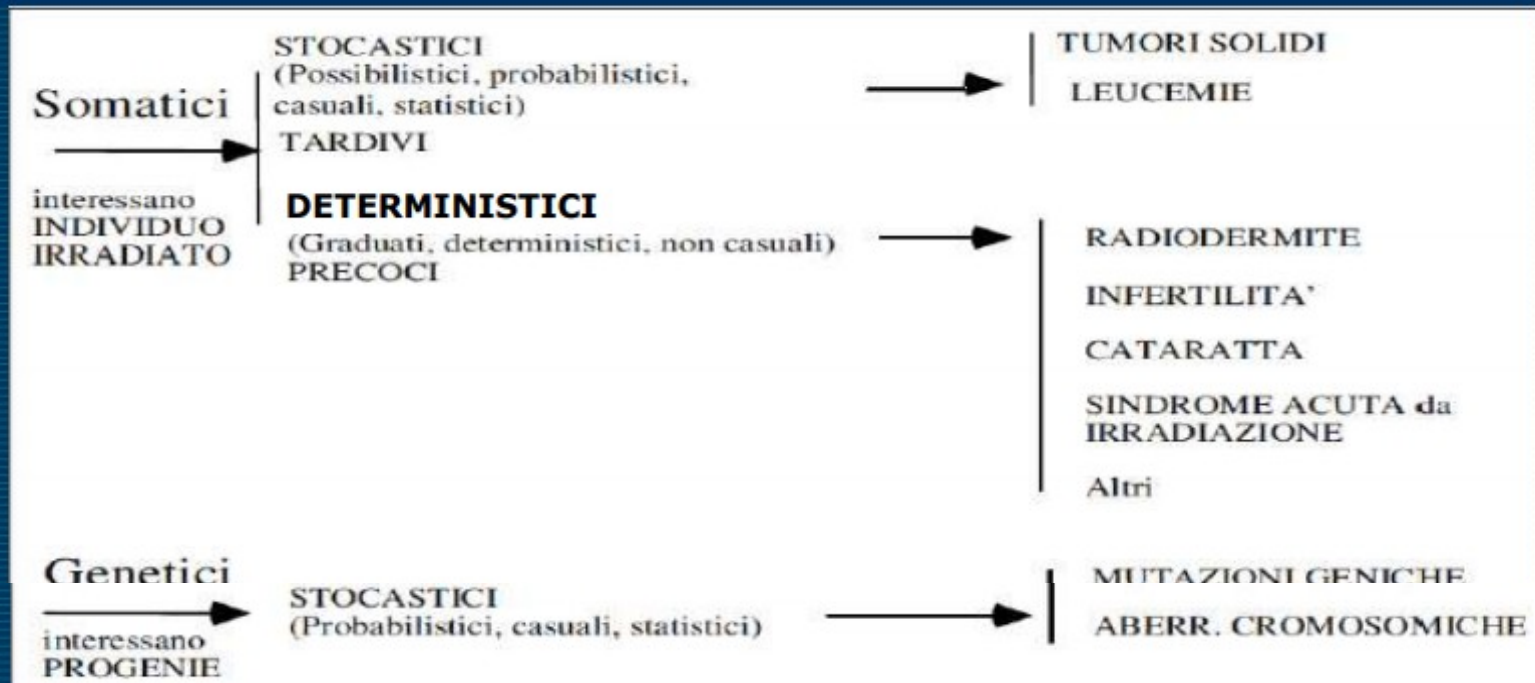 Somatici
interessano
INDIVIDUO
IRRADIATO
STOCASTICI
(Possibilistici, probabilistici,
casuali, statistici)
TARDIVI
TUMORI SOLIDI
LEUCEMIE
DETERMINISTICI
(Graduati, deterministici, non casuali)
PRECOCI
RADIODERMITE
INFERTILITA'
CATARATTA
SINDROME ACUTA da
IRRADIAZIONE
Altri
Genetici
interessano
PROGENIE
STOCASTICI
(Probabilistici, casuali, statistici)
MUTAZIONI GENICHE
ABERR. CROMOSOMICHE